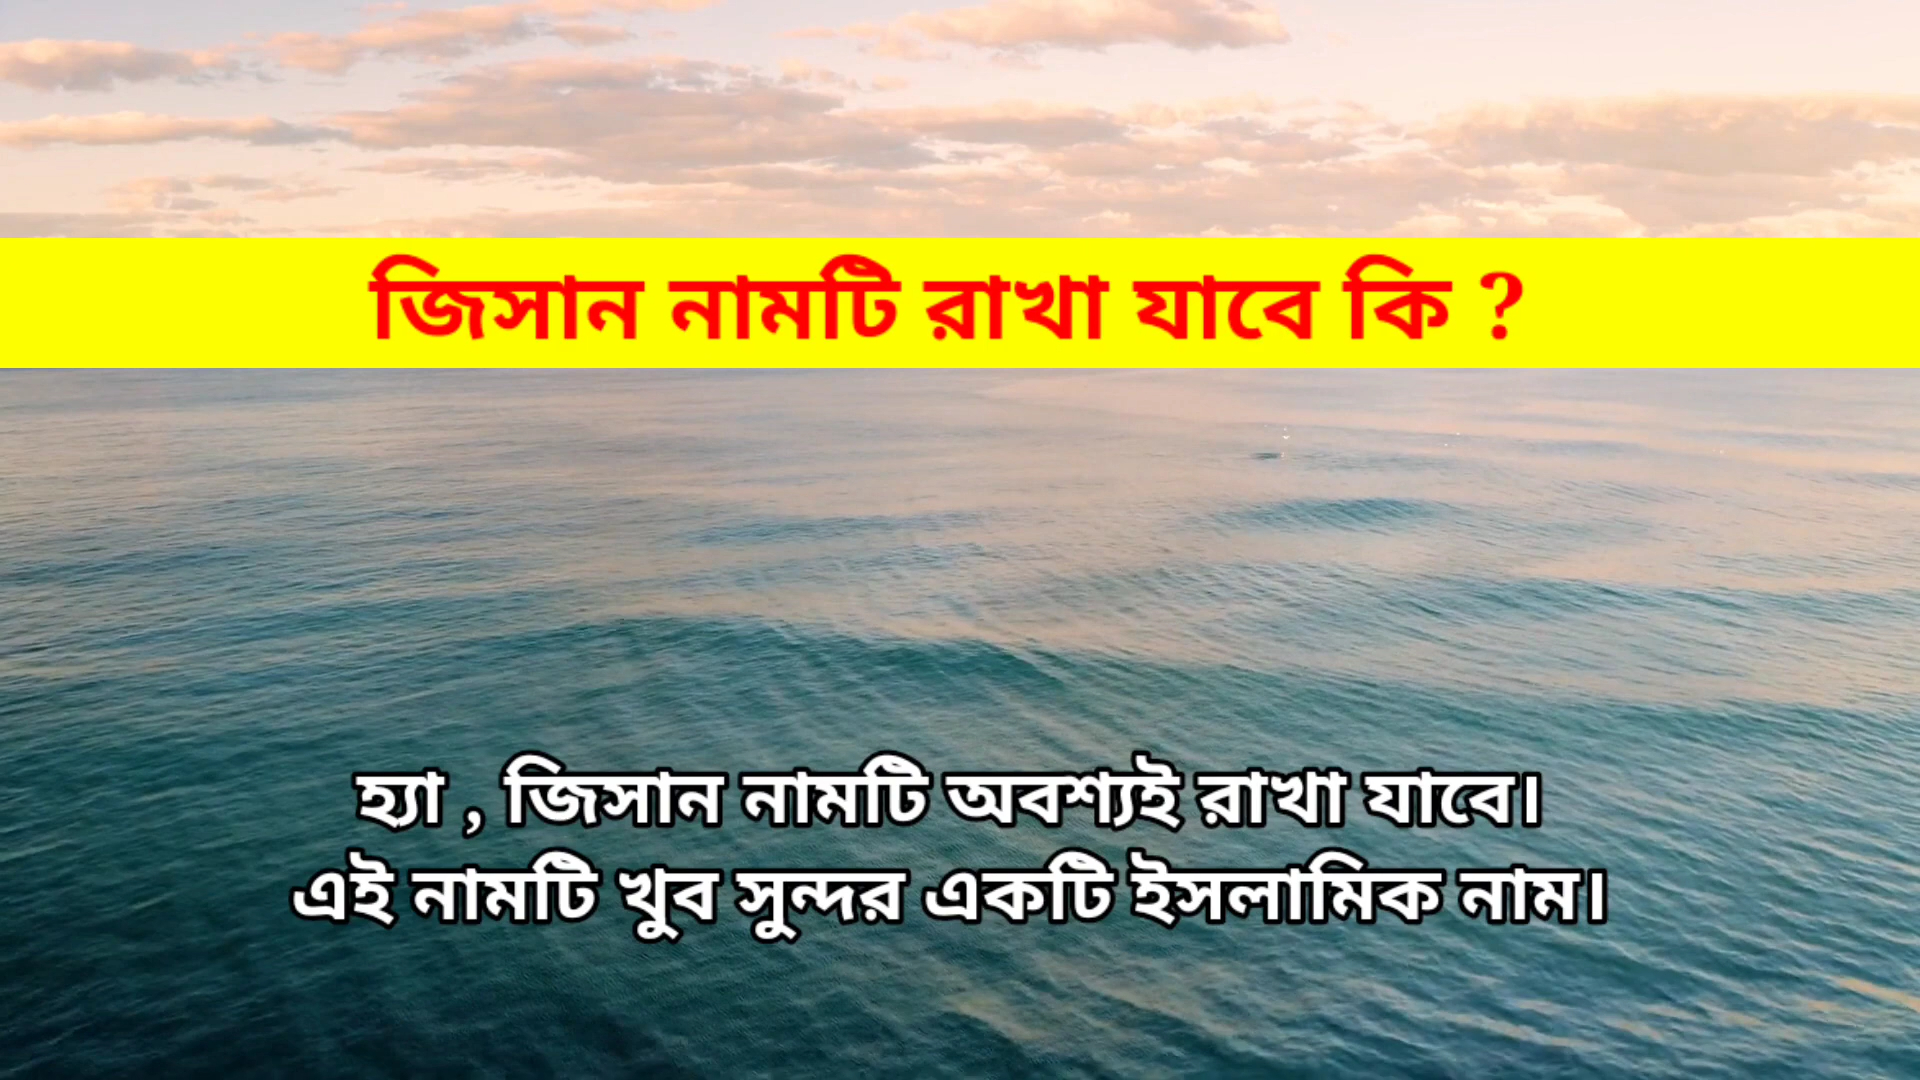 জিসান নামটি রাখা যাবে কি ?
হ্যা , জিসান নামটি অবশ্যই রাখা যাবে।
এই নামটি খুব সুন্দর একটি ইসলামিক নাম।